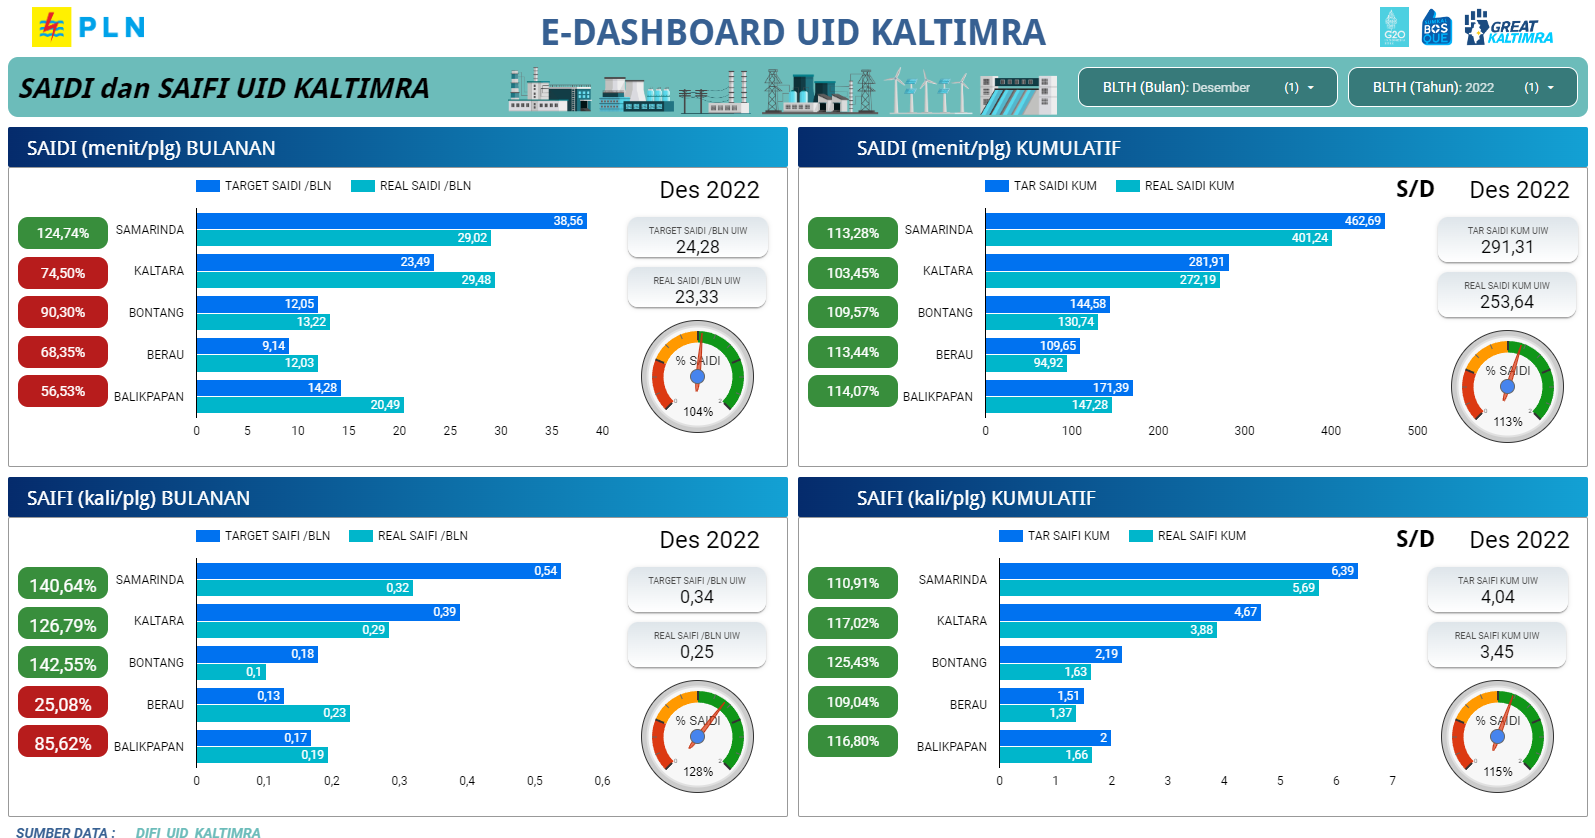 PLN
E-DASHBOARD UID KALTIMRA
G20
BOS
QUE
GREAT
KALTIMRA
SAIDI dan SAIFI UID KALTIMRA
BLTH (Bulan): Desember (1)
BLTH (Tahun): 2022 (1)
SAIDI (menit/plg) BULANAN
TARGET SAIDI /BLN REAL SAIDI /BLN
Des 2022
124,74% SAMARINDA 38,56 29,02
74,50% KALTARA 23,49 29,48
90,30% BONTANG 12,05 13,22
68,35% BERAU 9,14 12,03
56,53% BALIKPAPAN 14,28 20,49
0 5 10 15 20 25 30 35 40
TARGET SAIDI /BLN UIW
24,28
REAL SAIDI /BLN UIW
23,33
% SAIDI
0 2
104%
SAIDI (menit/plg) KUMULATIF
TAR SAIDI KUM REAL SAIDI KUM
S/D Des 2022
113,28% SAMARINDA 462,69 401,24
103,45% KALTARA 281,91 272,19
109,57% BONTANG 144,58 130,74
113,44% BERAU 109,65 94,92
114,07% BALIKPAPAN 171,39 147,28
0 100 200 300 400 500
TAR SAIDI KUM UIW
291,31
REAL SAIDI KUM UIW
253,64
% SAIDI
0 2
113%
SAIFI (kali/plg) BULANAN
TARGET SAIFI /BLN REAL SAIFI /BLN
Des 2022
140,64% SAMARINDA 0,54 0,32
126,79% KALTARA 0,39 0,29
142,55% BONTANG 0,18 0,1
25,08% BERAU 0,13 0,23
85,62% BALIKPAPAN 0,17 0,19
0 0,1 0,2 0,3 0,4 0,5 0,6
TARGET SAIFI /BLN UIW
0,34
REAL SAIFI /BLN UIW
0,25
% SAIDI
0 2
128%
SAIFI (kali/plg) KUMULATIF
TAR SAIFI KUM REAL SAIFI KUM
S/D Des 2022
110,91% SAMARINDA 6,39 5,69
117,02% KALTARA 4,67 3,88
125,43% BONTANG 2,19 1,63
109,04% BERAU 1,51 1,37
116,80% BALIKPAPAN 2 1,66
0 1 2 3 4 5 6 7
TAR SAIFI KUM UIW
4,04
REAL SAIFI KUM UIW
3,45
% SAIDI
0 2
115%
SUMBER DATA : DIFI UID KALTIMRA